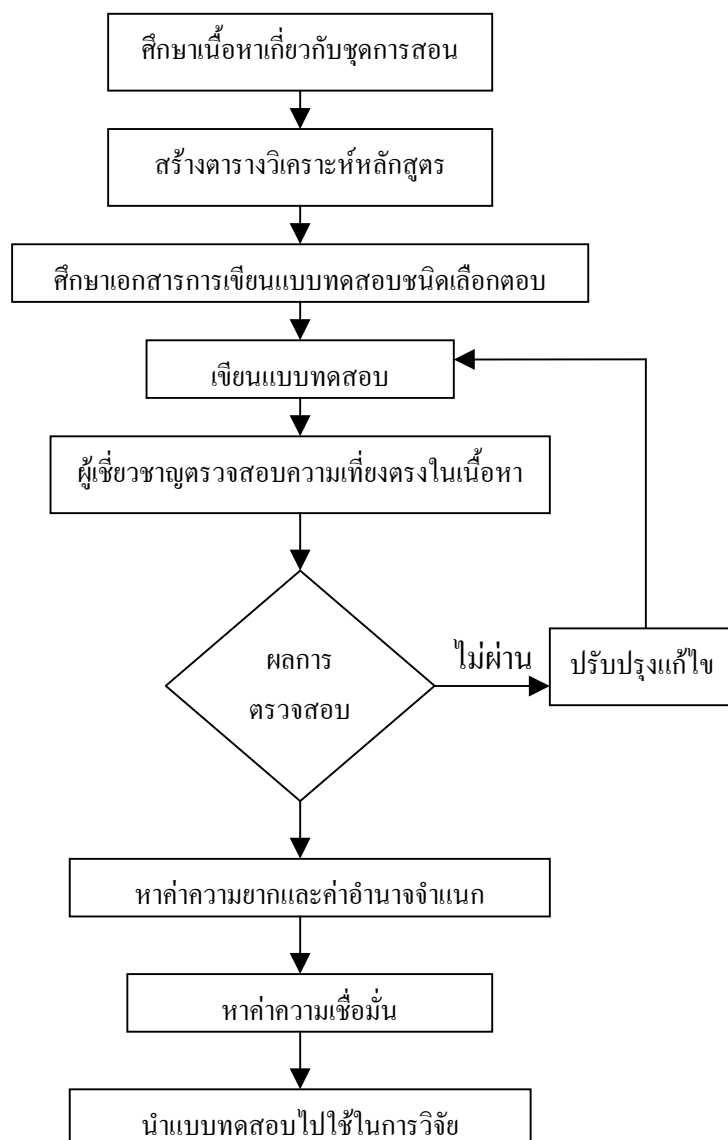 ศึกษาเนื้อหาเกี่ยวกับชุดการสอน
สร้างตารางวิเคราะห์หลักสูตร
ศึกษาเอกสารการเขียนแบบทดสอบชนิดเลือกตอบ
เขียนแบบทดสอบ
ผู้เชี่ยวชาญตรวจสอบความเที่ยงตรงในเนื้อหา
ผลการ
ตรวจสอบ
ไม่ผ่าน
ปรับปรุงแก้ไข
หาค่าความยากและค่าอำนาจจำแนก
หาค่าความเชื่อมั่น
นำแบบทดสอบไปใช้ในการวิจัย